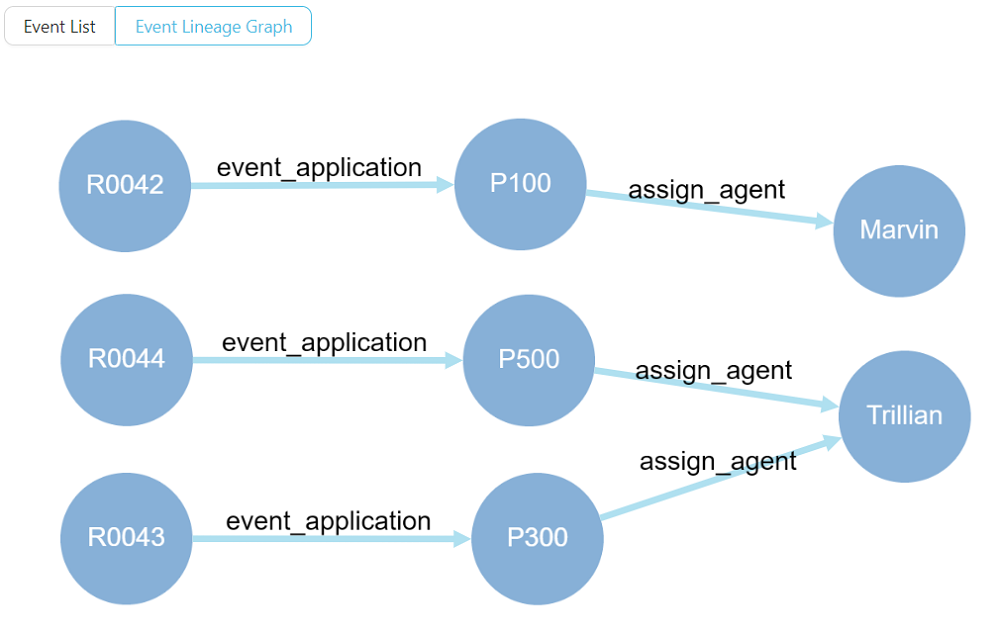 Event List
Event Lineage Graph
R0042
event_application
P100
assign_agent
Marvin
R0044
event_application
P500
assign_agent
Trillian
R0043
event_application
P300
assign_agent